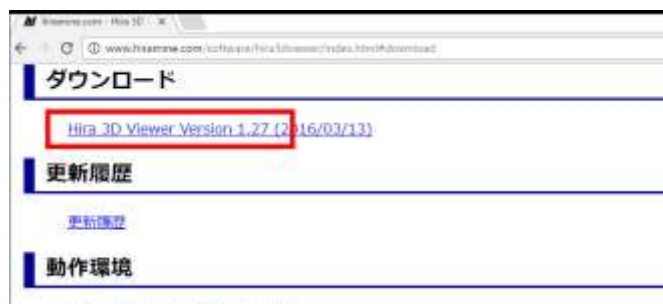 www.hiramine.com/software/hira3dviewer/index.html#download
ダウンロード
Hira 3D Viewer Version 1.27 (2016/03/13)
更新履歴
更新履歴
動作環境